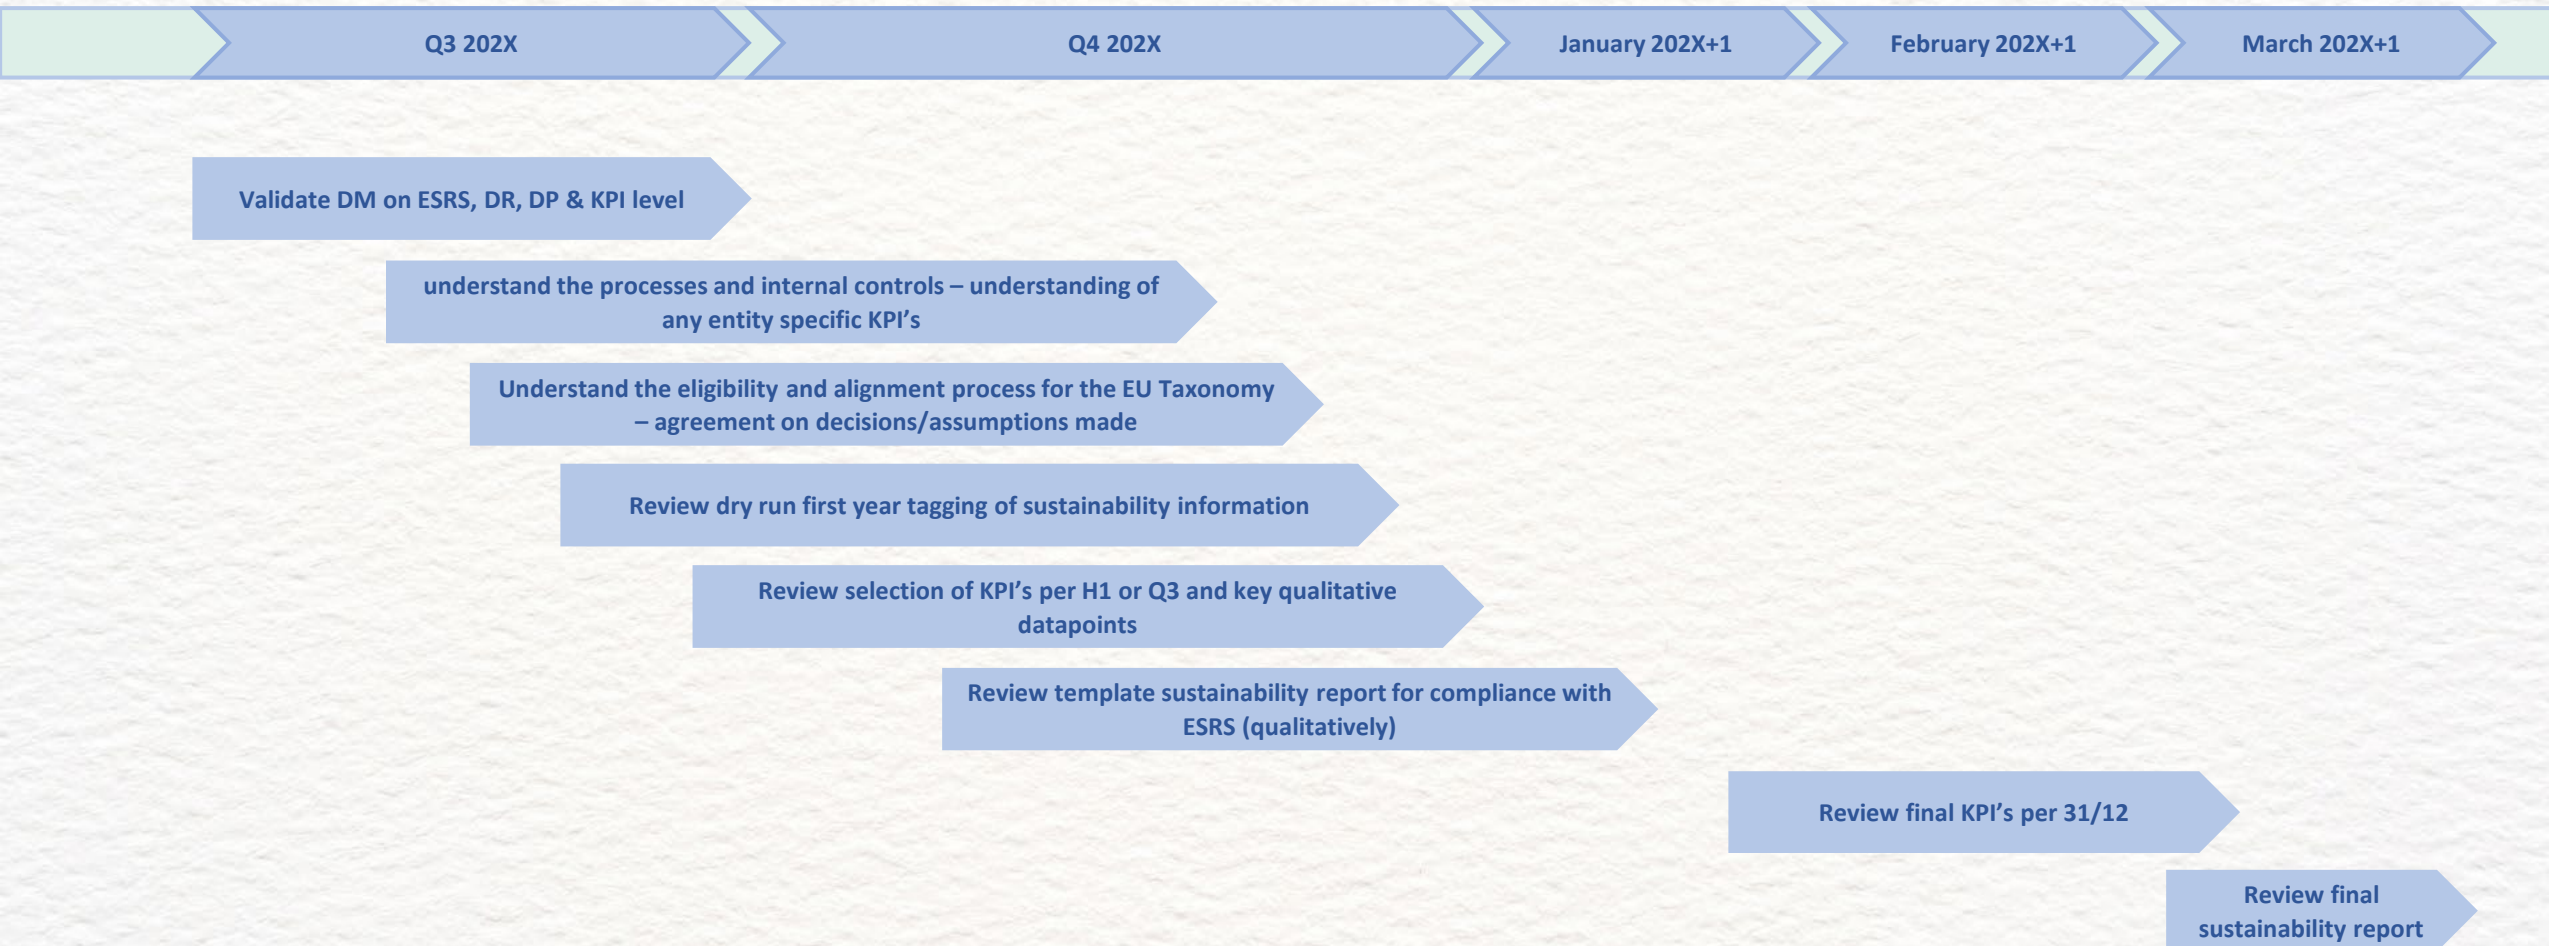 Q3 202X
Q4 202X
January 202X+1
February 202X+1
March 202X+1
Validate DM on ESRS, DR, DP & KPI level
understand the processes and internal controls – understanding of
any entity specific KPI’s
Understand the eligibility and alignment process for the EU Taxonomy
– agreement on decisions/assumptions made
Review dry run first year tagging of sustainability information
Review selection of KPI’s per H1 or Q3 and key qualitative
datapoints
Review template sustainability report for compliance with
ESRS (qualitatively)
Review final KPI’s per 31/12
Review final
sustainability report